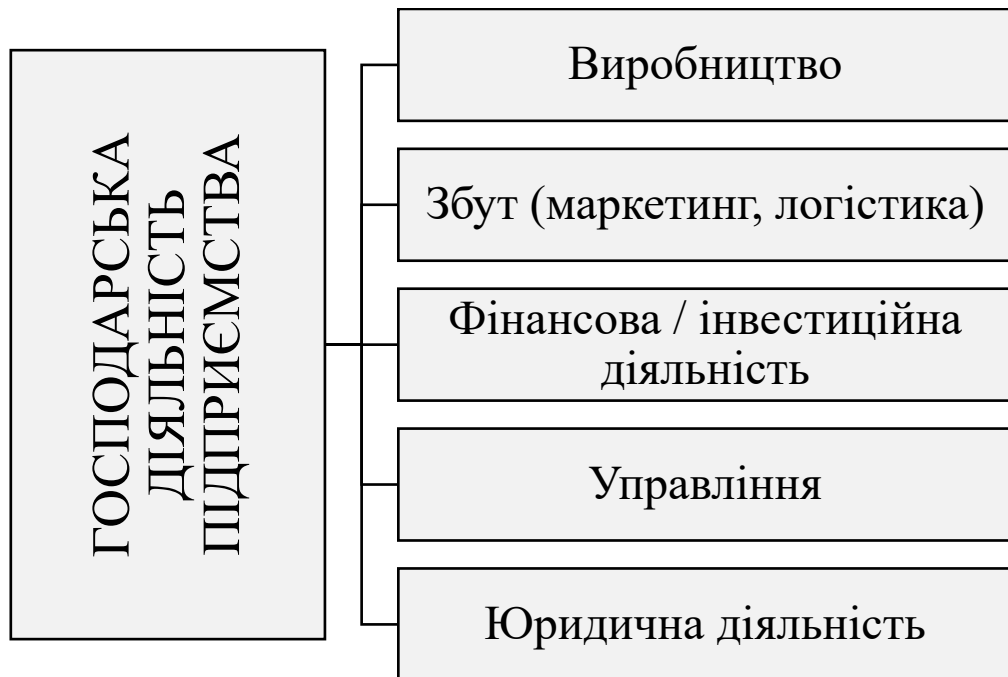 ГОСПОДАРСЬКА
ДІЯЛЬНІСТЬ
ПІДПРИЄМСТВА
Виробництво
Збут (маркетинг, логістика)
Фінансова / інвестиційна
діяльність
Управління
Юридична діяльність